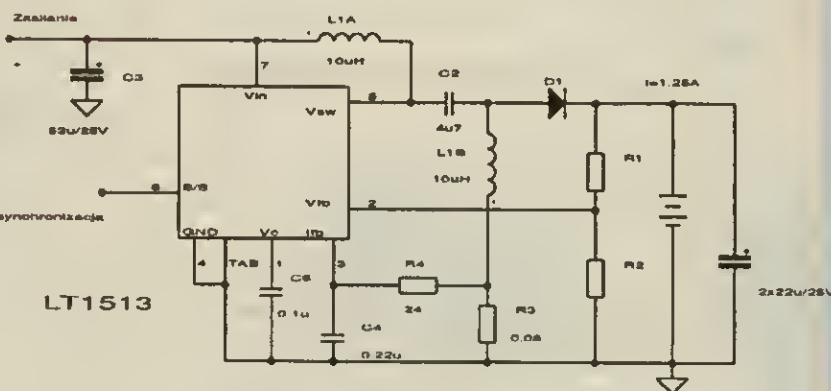 Zasilanie
L1A
10uH
+
7
C3
Vin
63u/25V
Vsw
5
C2
4u7
D1
I=1.25A
L1B
10uH
R1
6
S/S
synchronizacja
Vfb
2
GND
Vc
Ifb
4
TAB
1
3
C5
0.1u
R4
24
R2
R3
C4
0.22u
+
2x22u/25V
LT1513